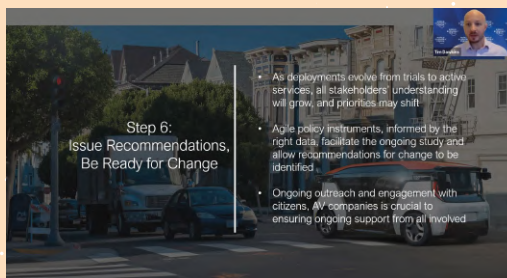 Step 6:
Issue Recommendations,
Be Ready for Change
• As deployments evolve from trials to active
services, all stakeholders' understanding
will grow, and priorities may shift
• Agile policy instruments, informed by the
right data, facilitate the ongoing study and
allow recommendations for change to be
identified
• Ongoing outreach and engagement with
citizens, AV companies is crucial to
ensuring ongoing support from all involved